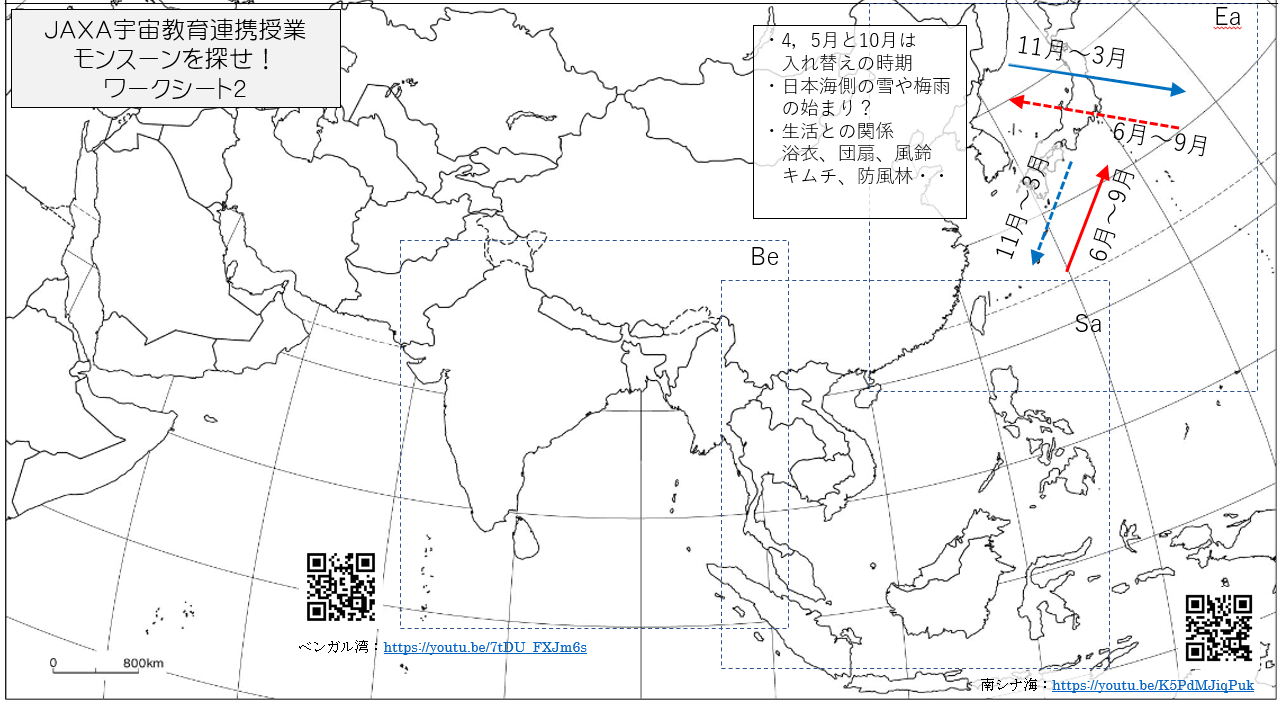 JAXA宇宙教育連携授業
モンスーンを探せ！
ワークシート2
・4，5月と10月は
入れ替えの時期
・日本海側の雪や梅雨
の始まり？
・生活との関係
浴衣、団扇、風鈴
キムチ、防風林・・
Ea
11月～3月
6月～9月
11月～3月
6月～9月
Be
Sa
ベンガル湾：https://youtu.be/7tDU_FXJm6s
0 800km
南シナ海：https://youtu.be/K5PdMJiqPuk